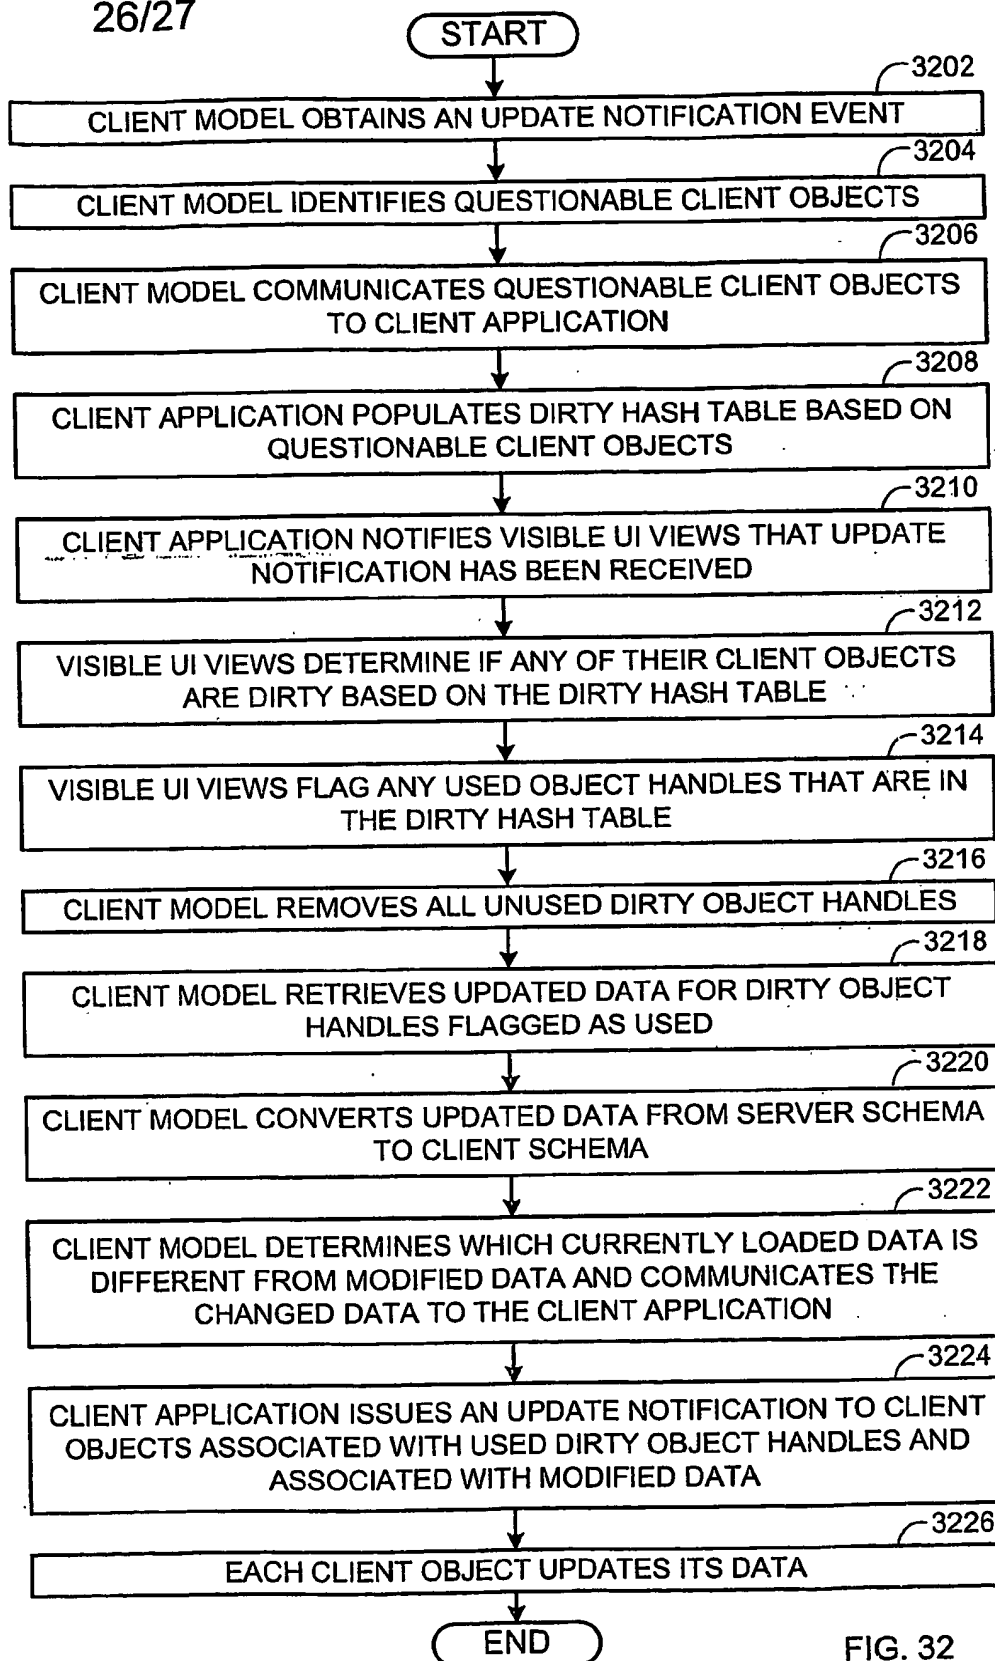 26/27
START
3202
CLIENT MODEL OBTAINS AN UPDATE NOTIFICATION EVENT
3204
CLIENT MODEL IDENTIFIES QUESTIONABLE CLIENT OBJECTS
3206
CLIENT MODEL COMMUNICATES QUESTIONABLE CLIENT OBJECTS
TO CLIENT APPLICATION
3208
CLIENT APPLICATION POPULATES DIRTY HASH TABLE BASED ON
QUESTIONABLE CLIENT OBJECTS
3210
CLIENT APPLICATION NOTIFIES VISIBLE UI VIEWS THAT UPDATE
NOTIFICATION HAS BEEN RECEIVED
3212
VISIBLE UI VIEWS DETERMINE IF ANY OF THEIR CLIENT OBJECTS
ARE DIRTY BASED ON THE DIRTY HASH TABLE
3214
VISIBLE UI VIEWS FLAG ANY USED OBJECT HANDLES THAT ARE IN
THE DIRTY HASH TABLE
3216
CLIENT MODEL REMOVES ALL UNUSED DIRTY OBJECT HANDLES
3218
CLIENT MODEL RETRIEVES UPDATED DATA FOR DIRTY OBJECT
HANDLES FLAGGED AS USED
3220
CLIENT MODEL CONVERTS UPDATED DATA FROM SERVER SCHEMA
TO CLIENT SCHEMA
3222
CLIENT MODEL DETERMINES WHICH CURRENTLY LOADED DATA IS
DIFFERENT FROM MODIFIED DATA AND COMMUNICATES THE
CHANGED DATA TO THE CLIENT APPLICATION
3224
CLIENT APPLICATION ISSUES AN UPDATE NOTIFICATION TO CLIENT
OBJECTS ASSOCIATED WITH USED DIRTY OBJECT HANDLES AND
ASSOCIATED WITH MODIFIED DATA
3226
EACH CLIENT OBJECT UPDATES ITS DATA
END
FIG. 32